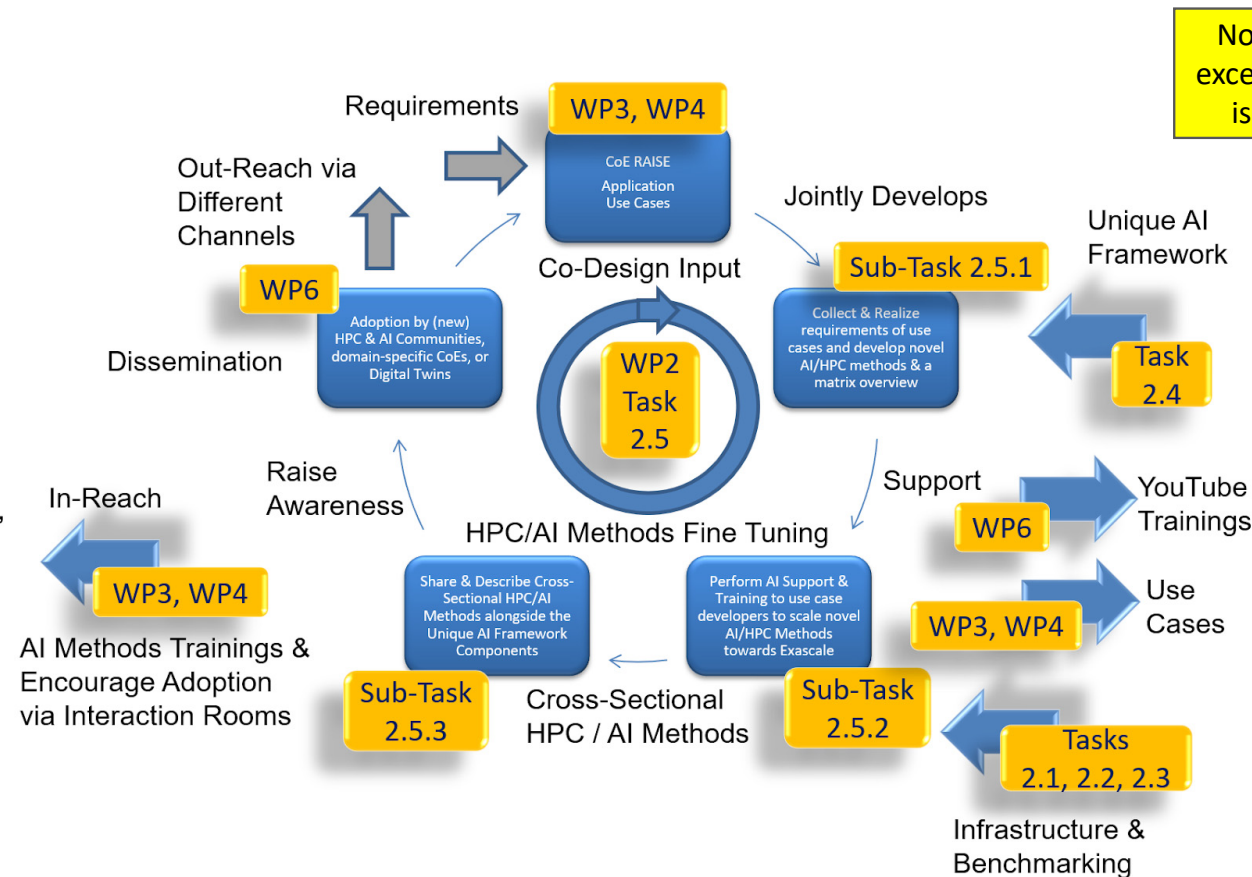 No
exce
is
Requirements
WP3, WP4
CoE RAISE
Application
Use Cases
Out-Reach via
Different
Channels
Jointly Develops
Unique AI
Framework
Co-Design Input
Sub-Task 2.5.1
WP6
Adoption by (new)
HPC & AI Communities,
domain-specific CoEs, or
Digital Twins
Collect & Realize
requirements of use
cases and develop novel
AI/HPC methods & a
matrix overview
Dissemination
WP2
Task
2.5
Task
2.4
Raise
Awareness
Support
In-Reach
,
YouTube
Trainings
WP6
HPC/AI Methods Fine Tuning
WP3, WP4
Share & Describe Cross-
Sectional HPC/AI
Methods alongside the
Unique AI Framework
Components
Perform AI Support &
Training to use case
developers to scale novel
AI/HPC Methods
towards Exascale
WP3, WP4
Use
Cases
AI Methods Trainings &
Encourage Adoption
via Interaction Rooms
Sub-Task
2.5.3
Cross-Sectional
HPC / AI Methods
Sub-Task
2.5.2
Tasks
2.1, 2.2, 2.3
Infrastructure &
Benchmarking